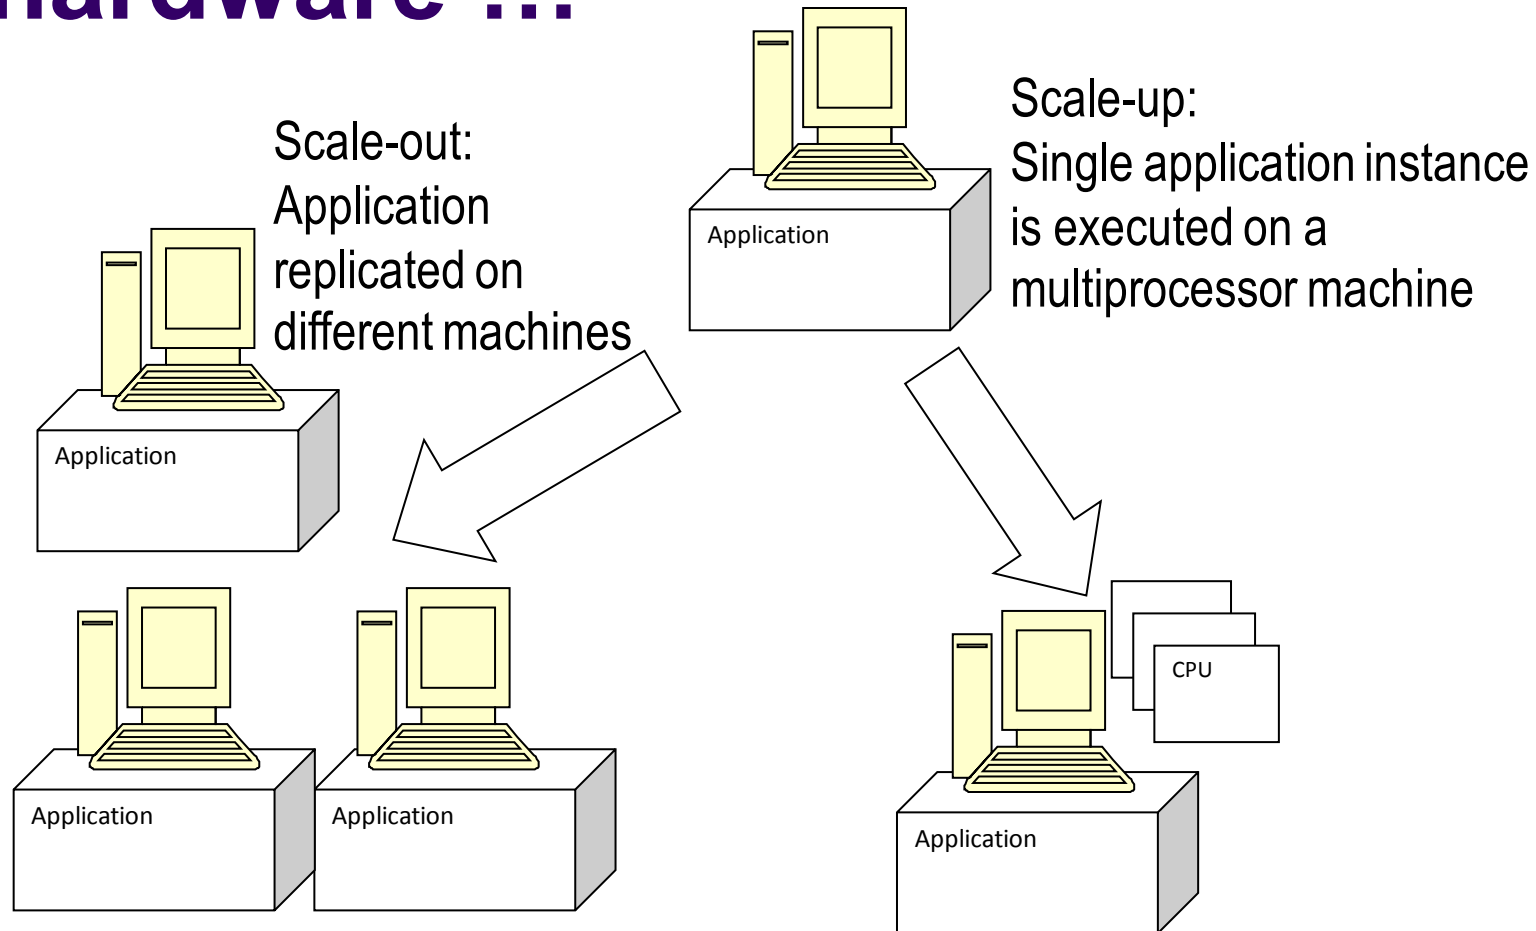 hardware ...
Scale-out:
Application
replicated on
different machines
Application
Scale-up:
Single application instance
is executed on a
multiprocessor machine
Application
Application
Application
CPU
Application